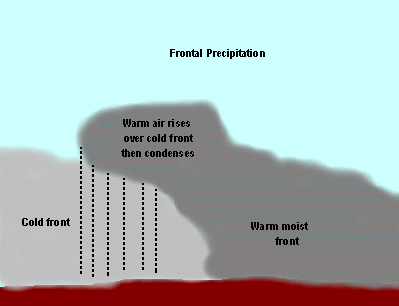 Frontal Precipitation
Warm air rises
over cold front
then condenses
Cold front
Warm moist
front